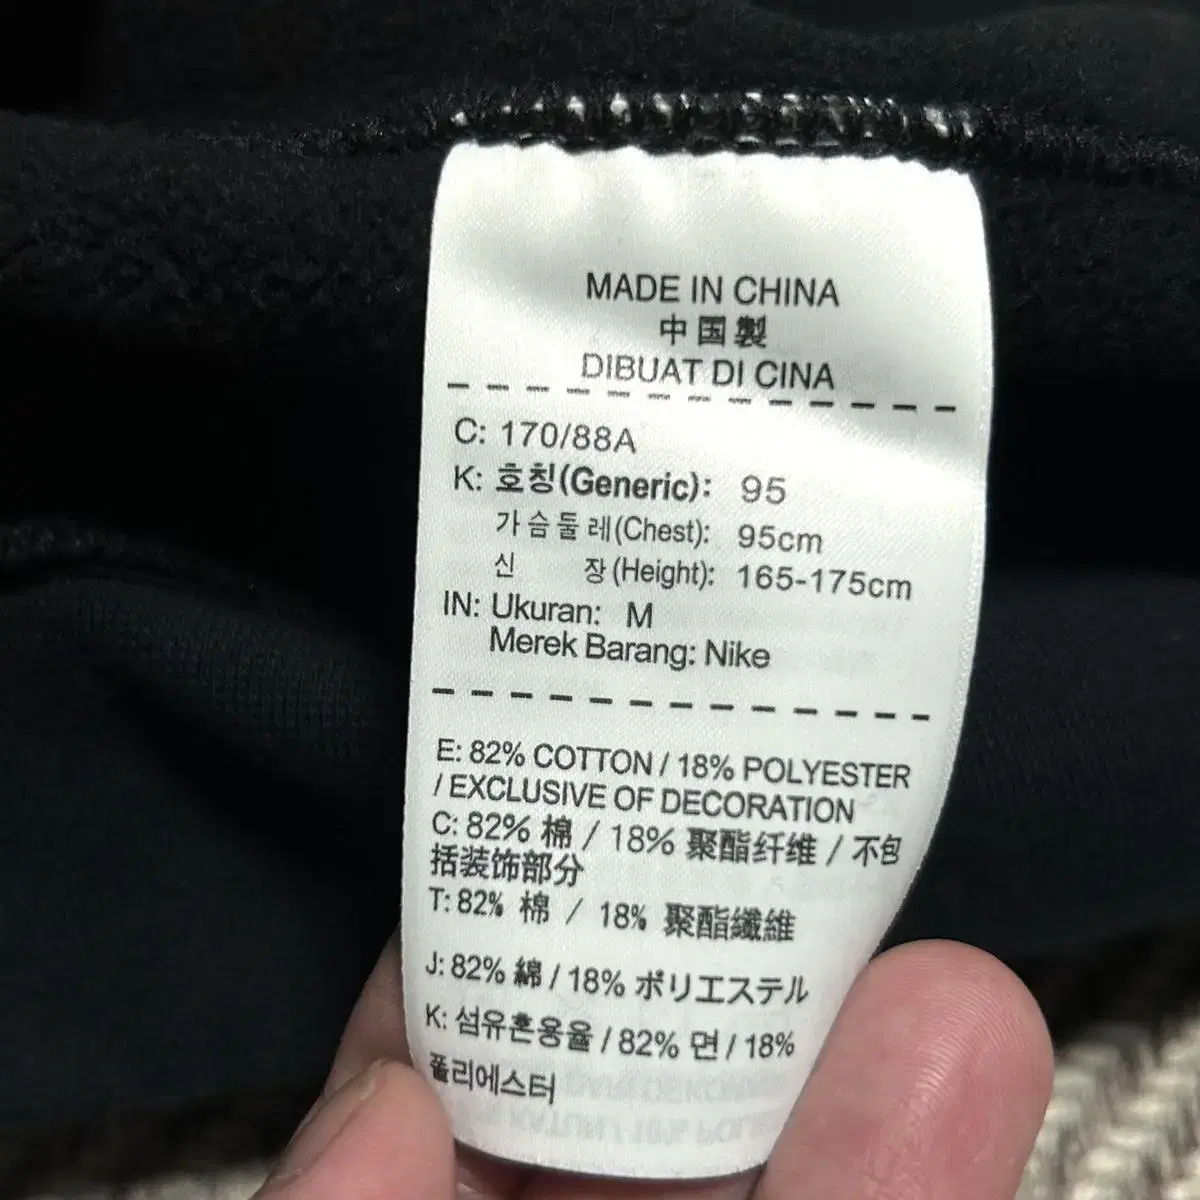 MADE IN CHINA
中国製
DIBUAT DI CINA
C: 170/88A
K: 호칭(Generic): 95
가슴둘레(Chest): 95cm
신 장(Height): 165-175cm
IN: Ukuran: M
Merek Barang: Nike
E: 82% COTTON / 18% POLYESTER
/ EXCLUSIVE OF DECORATION
C: 82% 棉 / 18% 聚酯纤维 / 不包
括装饰部分
T: 82% 棉 / 18% 聚酯纖維
J: 82% 綿 / 18% ポリエステル
K: 섬유혼용율 / 82% 면 / 18%
폴리에스터